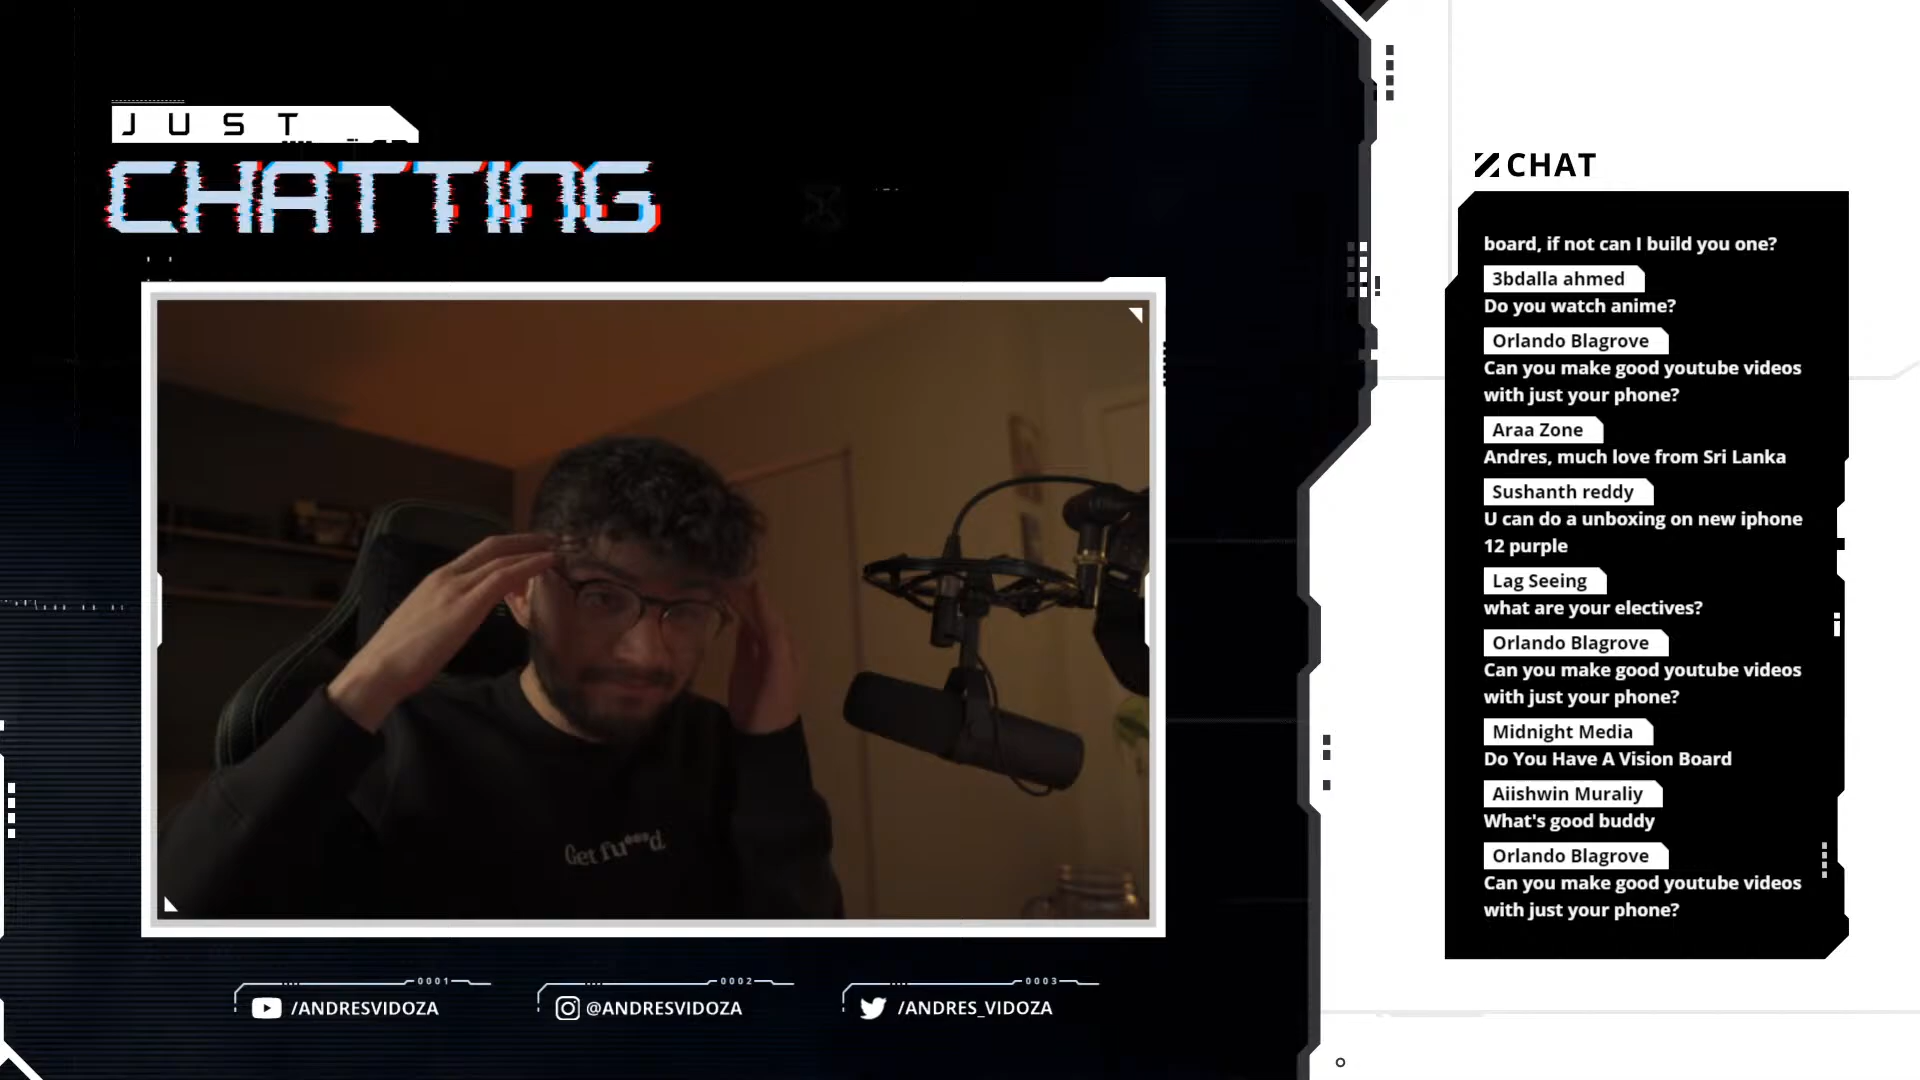 JUST
CHATTING
CHAT
board, if not can I build you one?
3bdalla ahmed
Do you watch anime?
Orlando Blagrove
Can you make good youtube videos
with just your phone?
Araa Zone
Andres, much love from Sri Lanka
Sushanth reddy
U can do a unboxing on new iphone
12 purple
Lag Seeing
what are your electives?
Orlando Blagrove
Can you make good youtube videos
with just your phone?
Midnight Media
Do You Have A Vision Board
Aiishwin Muraliy
What's good buddy
Orlando Blagrove
Can you make good youtube videos
with just your phone?
Get fu***d
0001
/ANDRESVIDOZA
0002
@ANDRESVIDOZA
0003
/ANDRES_VIDOZA